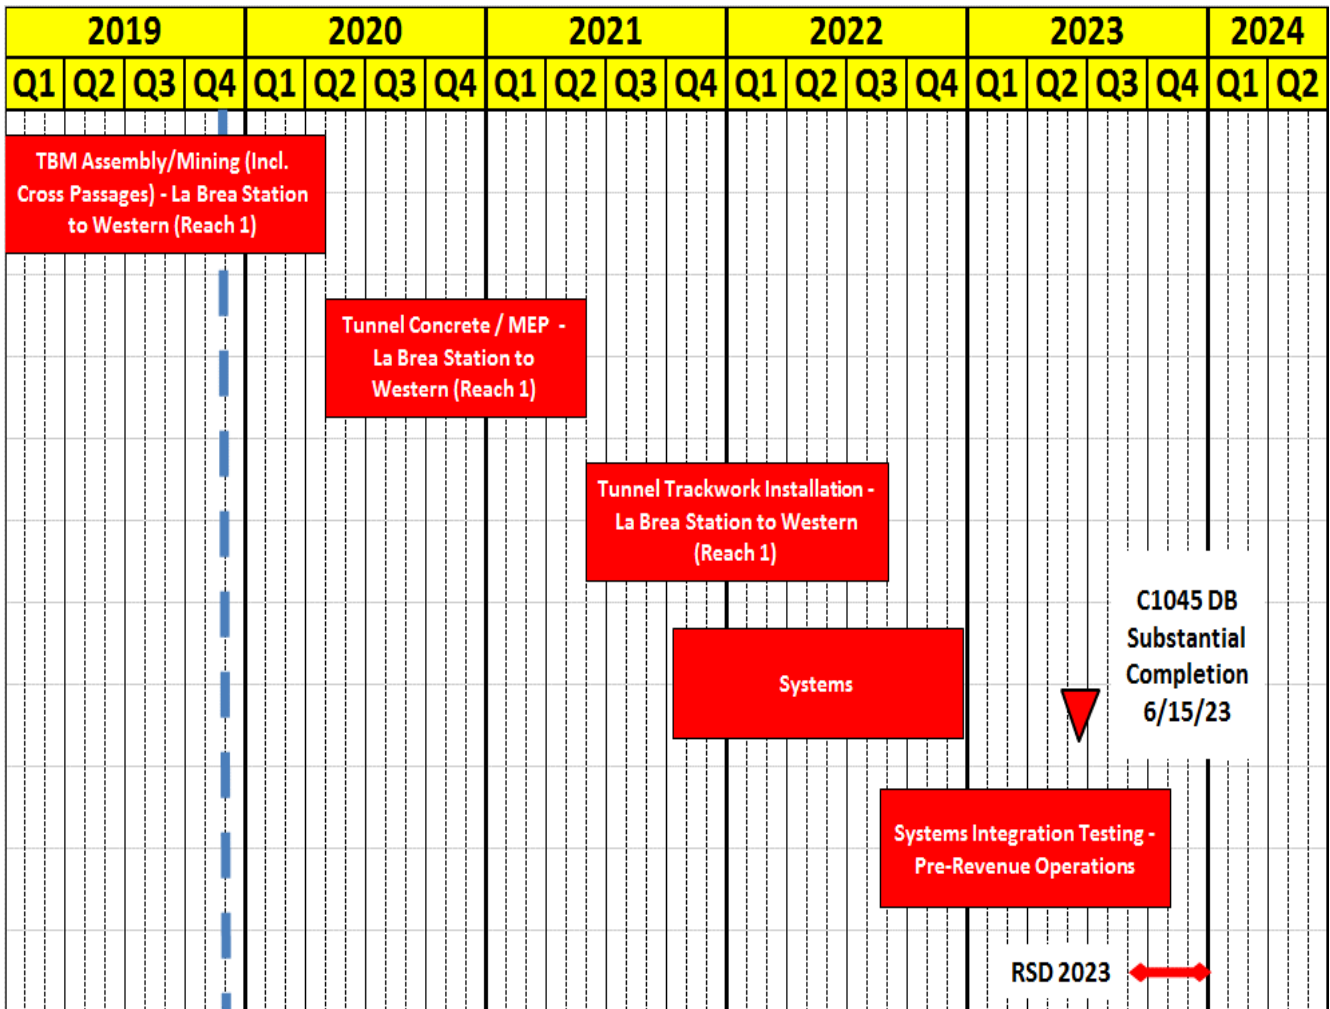 2019 2020 2021 2022 2023 2024
Q1 Q2 Q3 Q4 Q1 Q2 Q3 Q4 Q1 Q2 Q3 Q4 Q1 Q2 Q3 Q4 Q1 Q2 Q3 Q4 Q1 Q2
TBM Assembly/Mining (Incl.
Cross Passages) - La Brea Station
to Western (Reach 1)
Tunnel Concrete / MEP -
La Brea Station to
Western (Reach 1)
Tunnel Trackwork Installation -
La Brea Station to Western
(Reach 1)
C1045 DB
Substantial
Completion
6/15/23
Systems
Systems Integration Testing -
Pre-Revenue Operations
RSD 2023